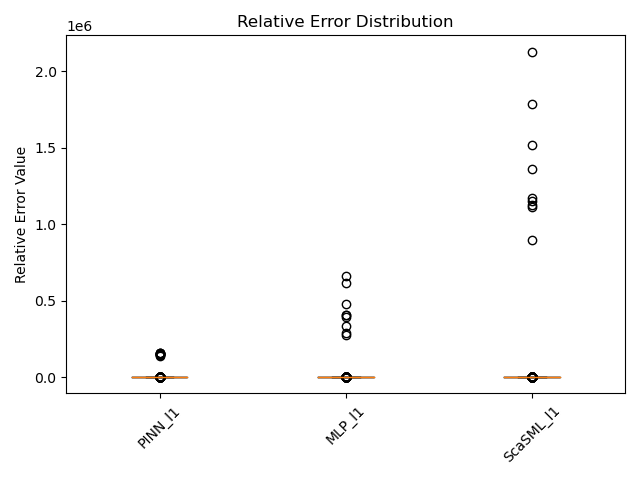 Relative Error Distribution
1e6
2.0
1.5
1.0
0.5
0.0
Relative Error Value
PINN_l1
MLP_l1
ScaSML_l1